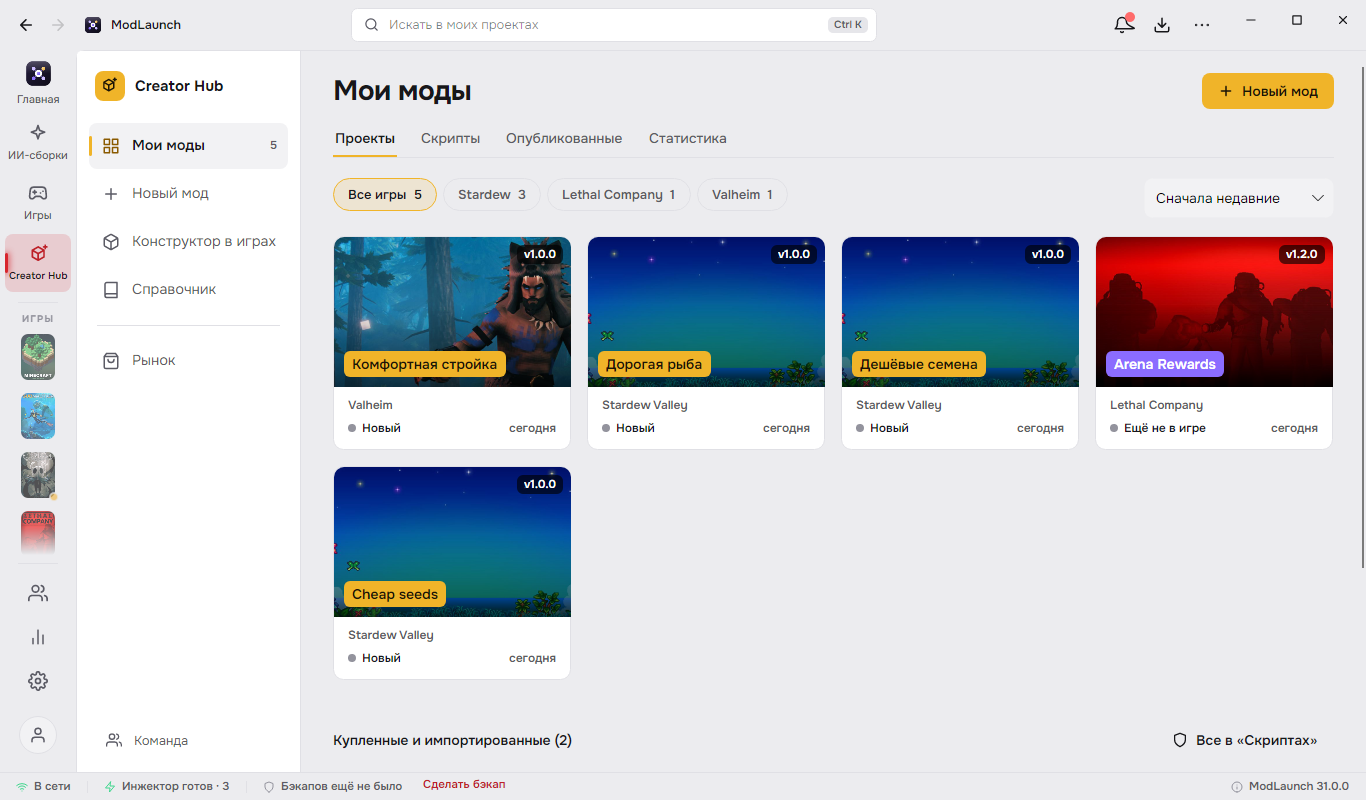 ModLaunch
Искать в моих проектах
Ctrl K
Главная
ИИ-сборки
Игры
Creator Hub
ИГРЫ
MINECRAFT
LETHAL
COMPANY
Creator Hub
Мои моды 5
Новый мод
Конструктор в играх
Справочник
Рынок
Команда
Мои моды
Новый мод
Проекты Скрипты Опубликованные Статистика
Все игры 5 Stardew 3 Lethal Company 1 Valheim 1
Сначала недавние
v1.0.0
Комфортная стройка
Valheim
Новый сегодня
v1.0.0
Дорогая рыба
Stardew Valley
Новый сегодня
v1.0.0
Дешёвые семена
Stardew Valley
Новый сегодня
v1.2.0
Arena Rewards
Lethal Company
Ещё не в игре сегодня
v1.0.0
Cheap seeds
Stardew Valley
Новый сегодня
Купленные и импортированные (2)
Все в «Скриптах»
В сети Инжектор готов · 3 Бэкапов ещё не было Сделать бэкап ModLaunch 31.0.0